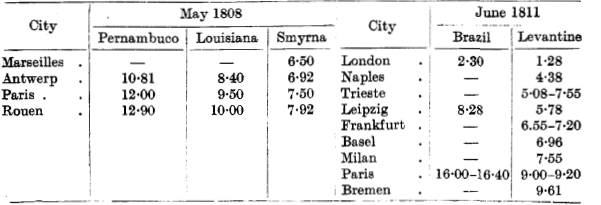 City May 1808 City June 1811
Pernambuco Louisiana Smyrna Brazil Levantine
Marseilles . — — 6·50 London . 2·30 1·28
Antwerp . 10·81 8·40 6·92 Naples . — 4·38
Paris . . 12·00 9·50 7·50 Trieste . — 5·08-7·55
Rouen . 12·90 10·00 7·92 Leipzig . 8·28 5·78
Frankfurt . — 6.55-7·20
Basel . — 6·96
Milan . — 7·55
Paris . 16·00-16·40 9·00-9·20
Bremen . — 9·61